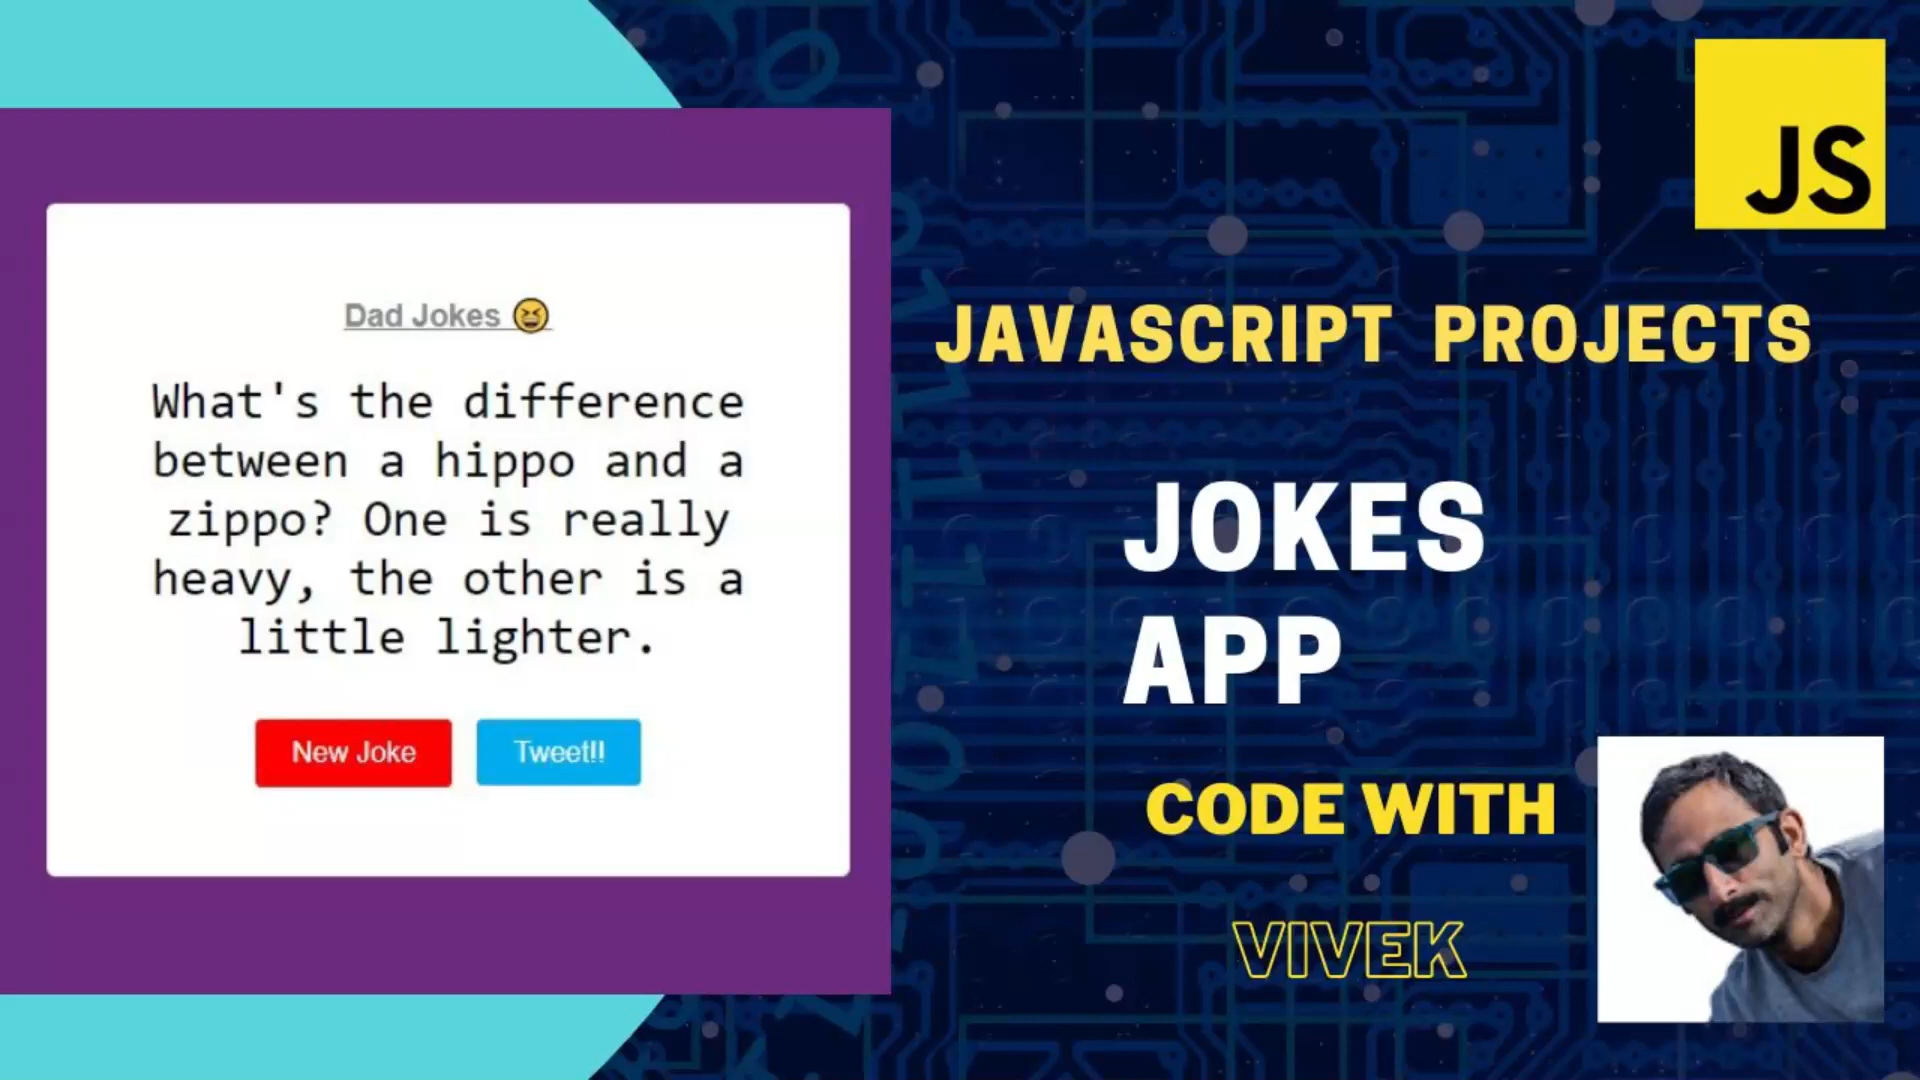 Dad Jokes 😆
What's the difference
between a hippo and a
zippo? One is really
heavy, the other is a
little lighter.
New Joke
Tweet!!
JS
JAVASCRIPT PROJECTS
JOKES
APP
CODE WITH
VIVEK